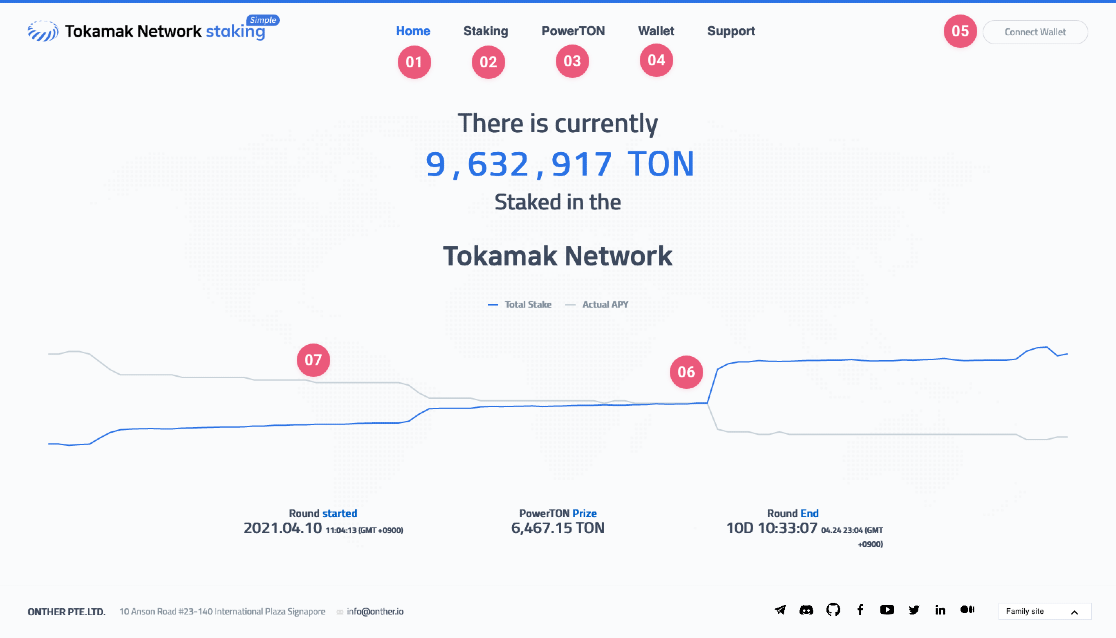 Tokamak Network staking Simple
Home Staking PowerTON Wallet Support
05 Connect Wallet
01 02 03 04
There is currently
9,632,917 TON
Staked in the
Tokamak Network
Total Stake Actual APY
07
06
Round started
2021.04.10 11:04:13 (GMT +0900)
PowerTON Prize
6,467.15 TON
Round End
10D 10:33:07 04.24 23:04 (GMT
+0900)
ONTHER PTE.LTD. 10 Anson Road #23-140 International Plaza Signapore info@onther.io
Family site